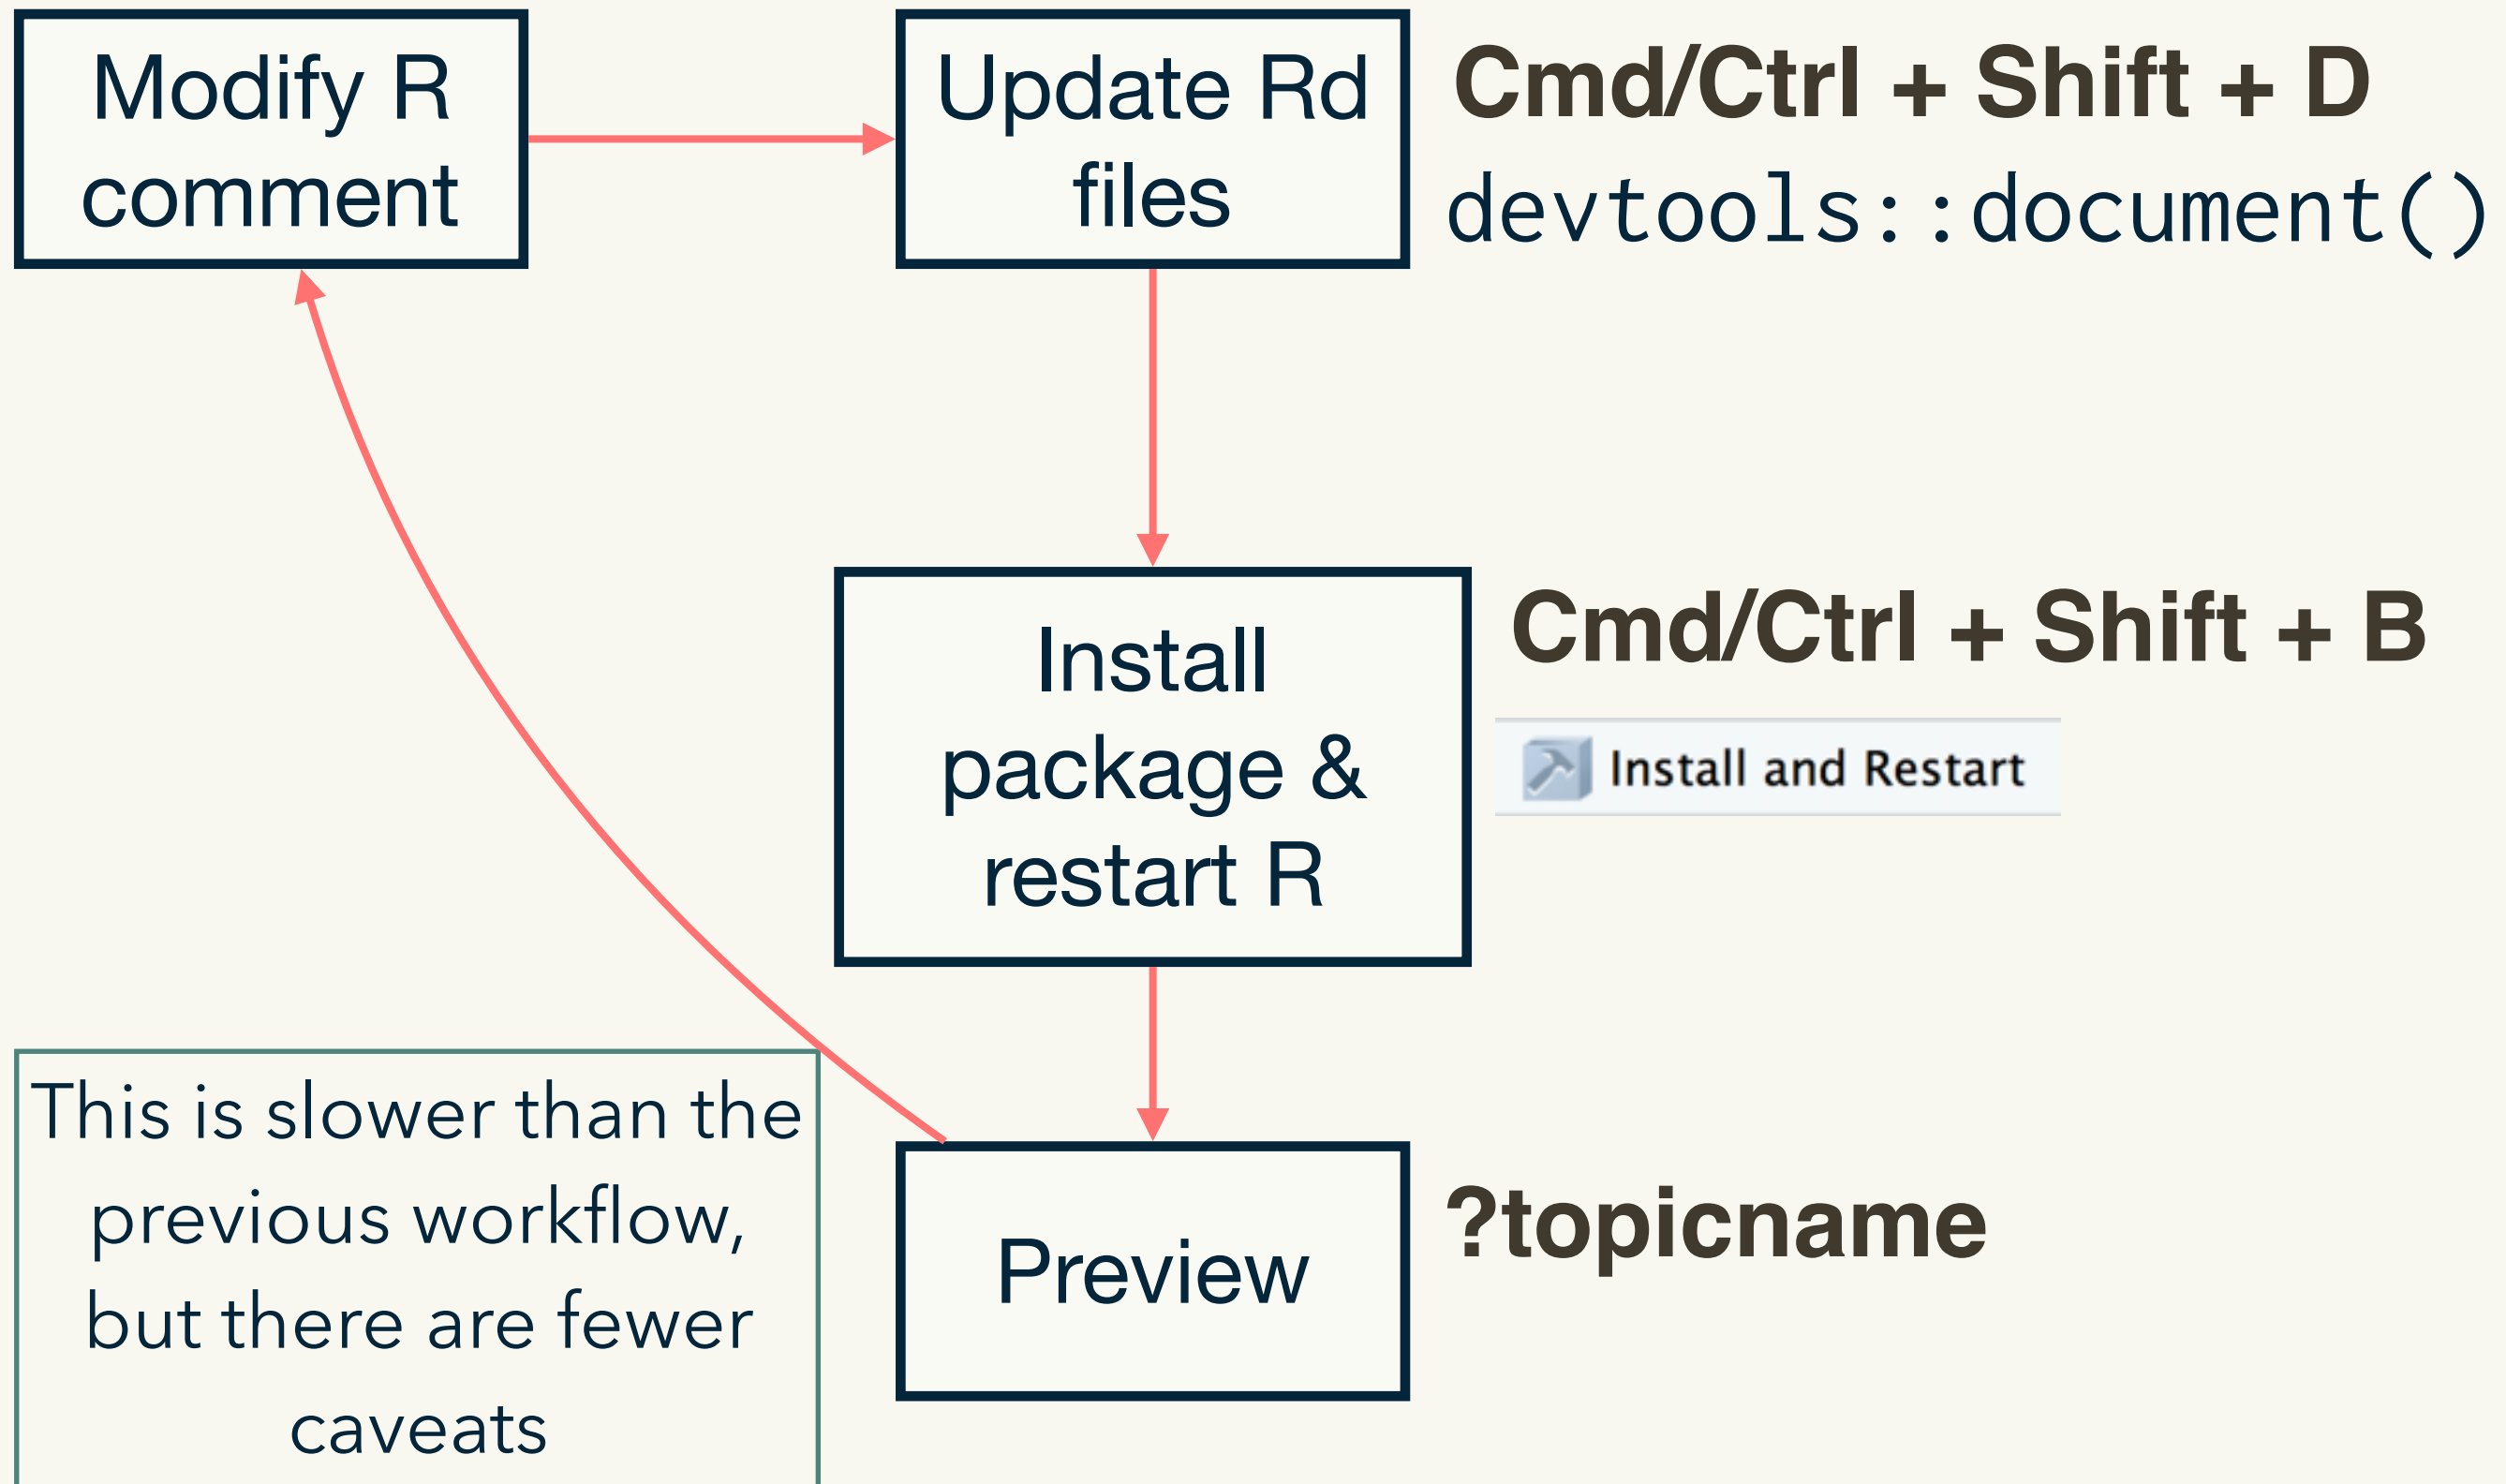 Modify R
comment
Update Rd
files
Cmd/Ctrl + Shift + D
devtools::document()
Install
package &
restart R
Cmd/Ctrl + Shift + B
Install and Restart
This is slower than the
previous workflow,
but there are fewer
caveats
Preview
?topicname